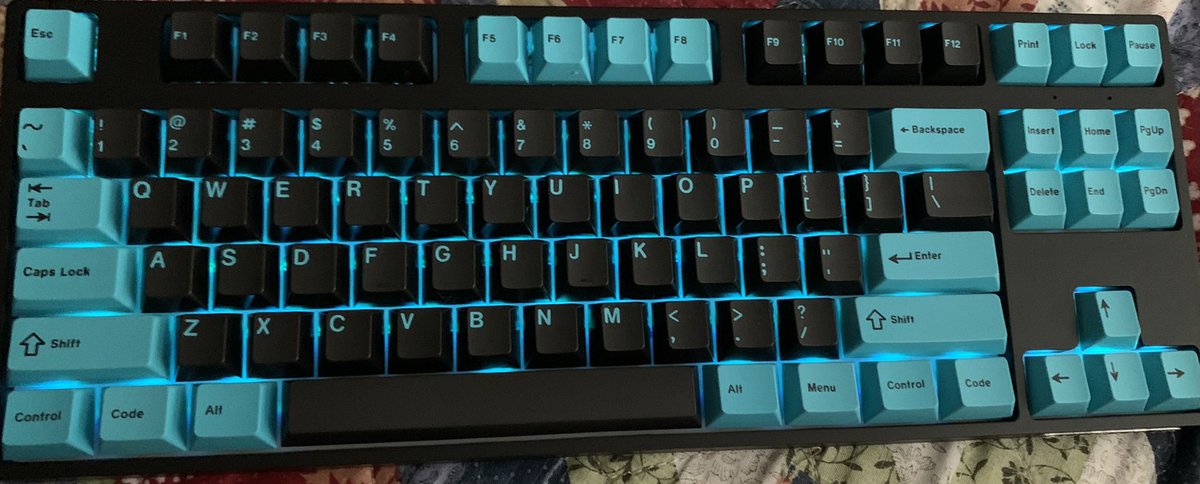 Esc F1 F2 F3 F4 F5 F6 F7 F8 F9 F10 F11 F12 Print Lock Pause
~ ! @ # $ % ^ & * ( ) _ + ← Backspace Insert Home PgUp
` 1 2 3 4 5 6 7 8 9 0 - =
Tab Q W E R T Y U I O P { } | Delete End PgDn
[ ] \
Caps Lock A S D F G H J K L : " Enter
; '
Shift Z X C V B N M < > ? Shift ↑
, . /
Control Code Alt Alt Menu Control Code ← ↓ →